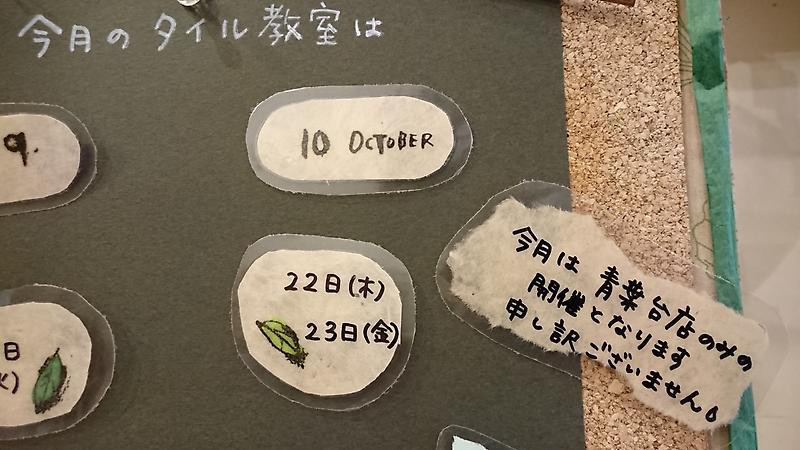 今月のタイル教室は
9.
10 OCTOBER
日
火)
22日(木)
23日(金)
今月は 青葉台店のみの
開催となります
申し訳ございません